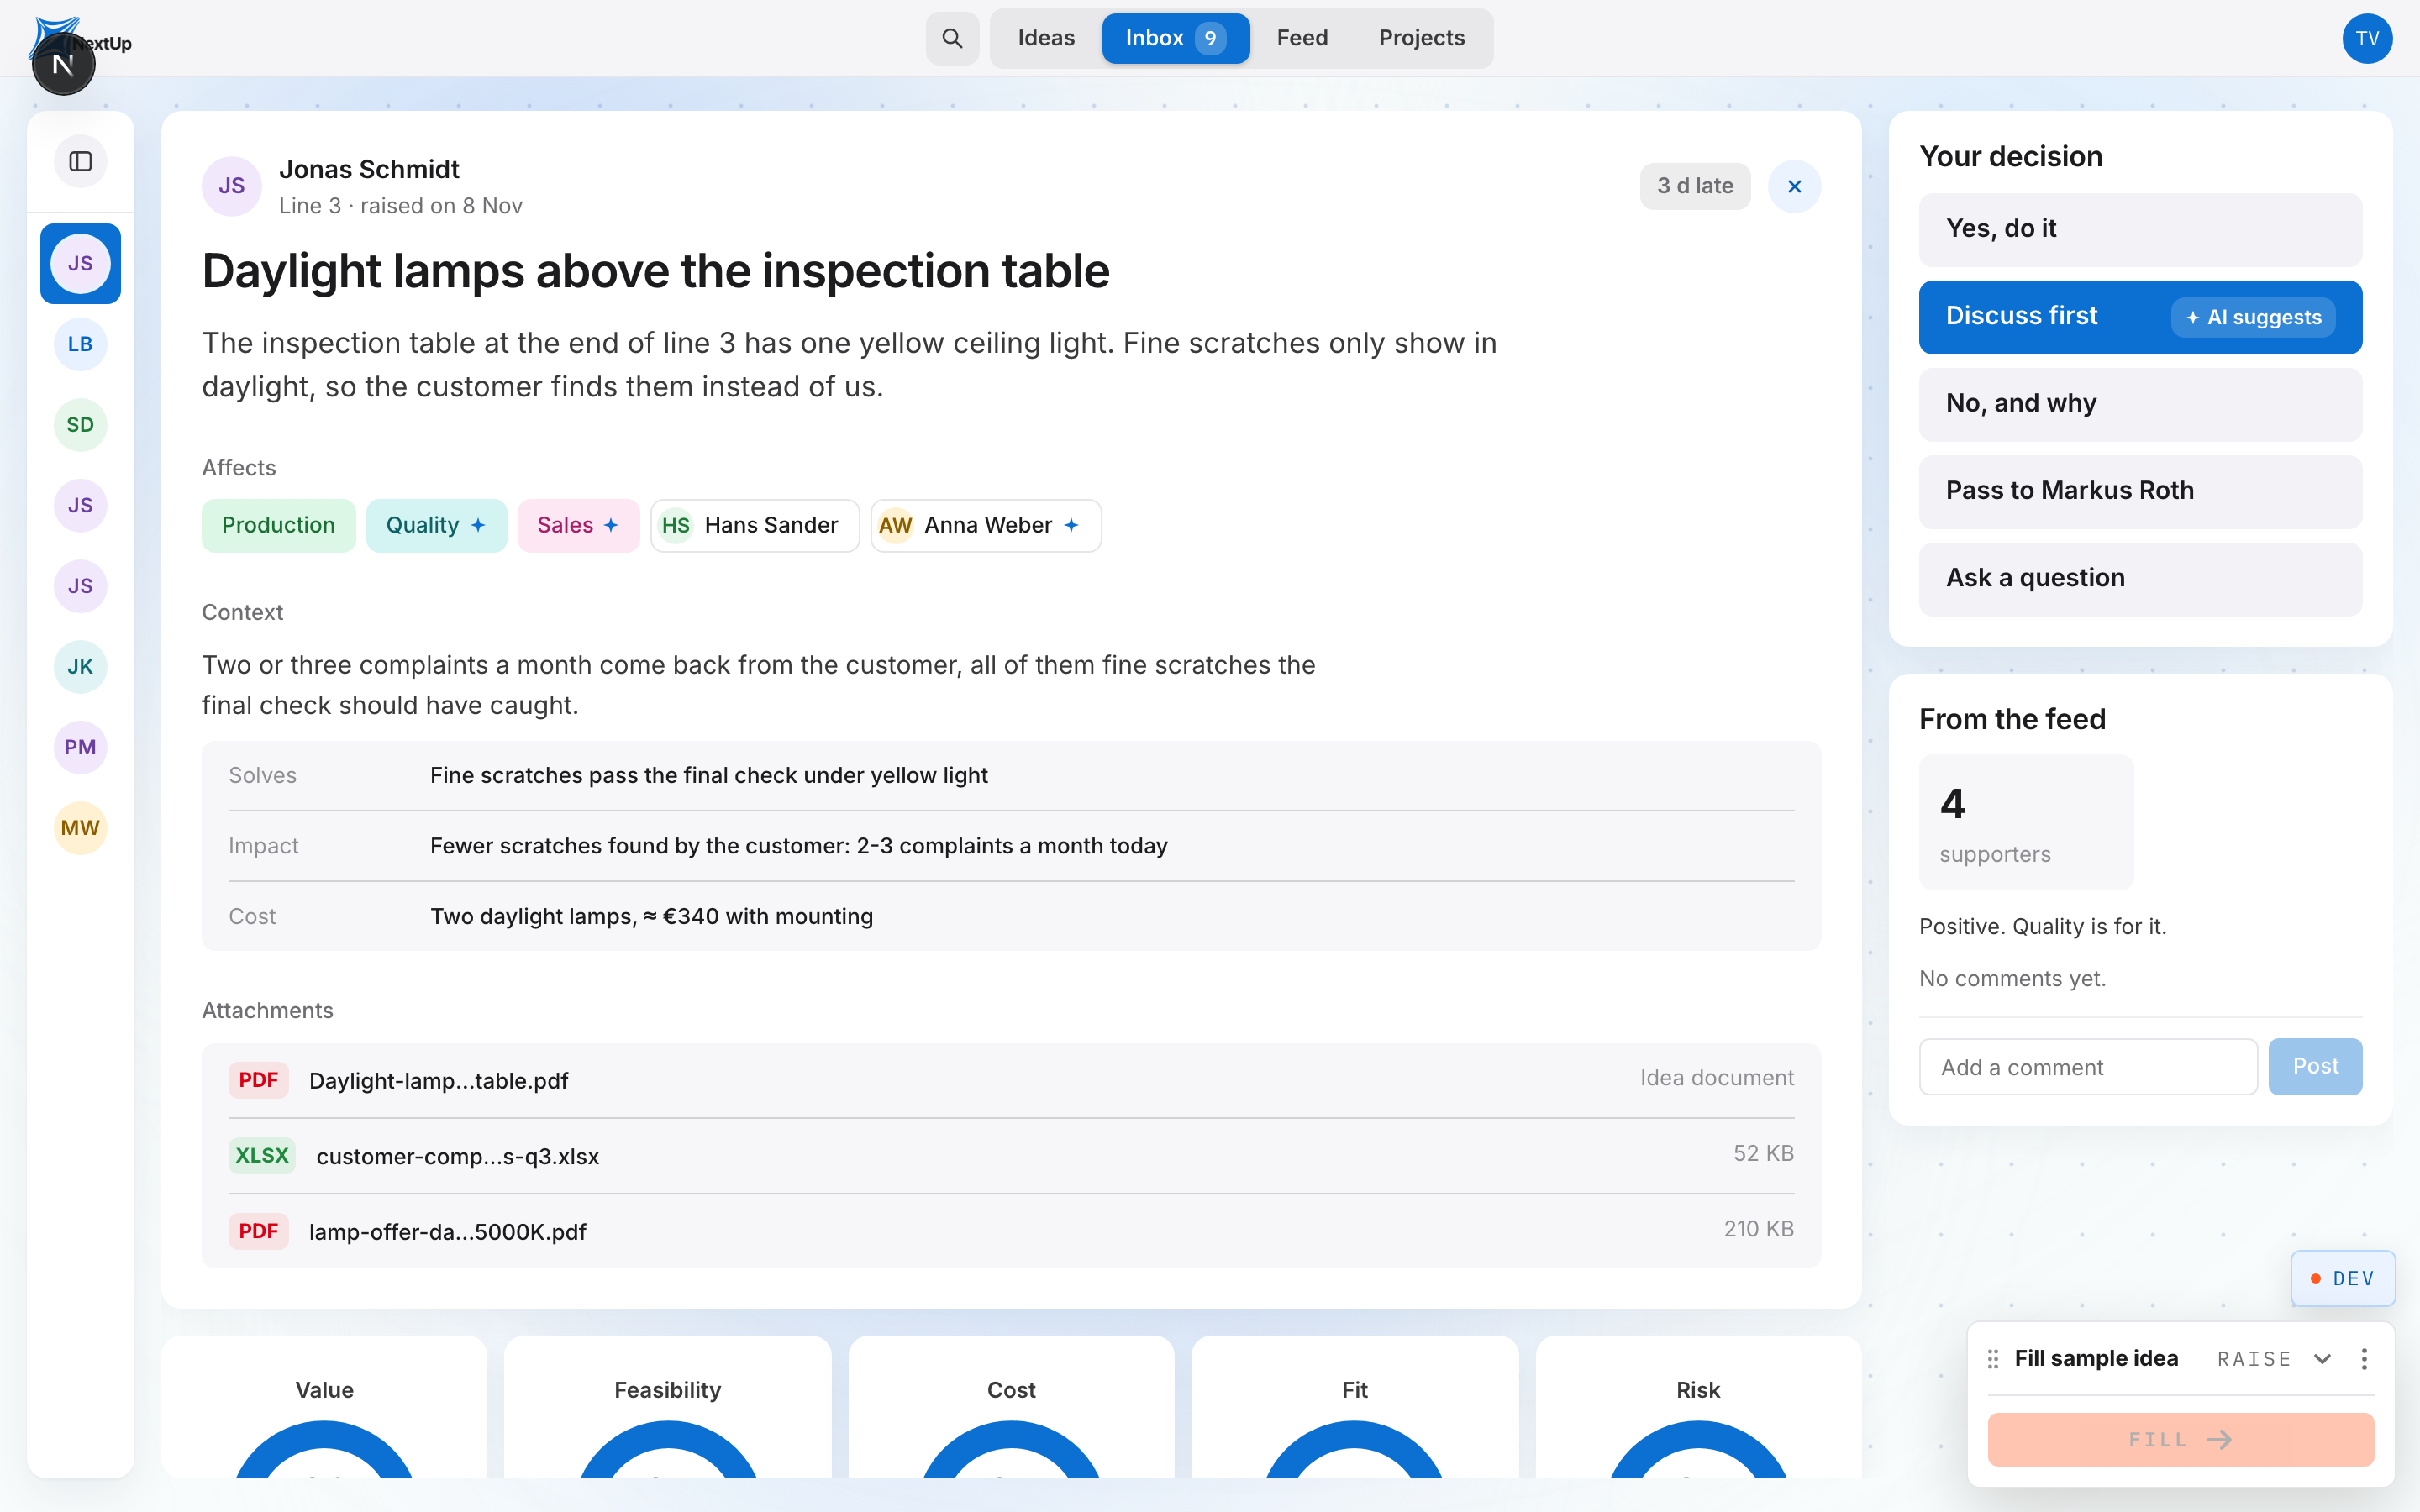 NextUp
N
Ideas
Inbox 9
Feed
Projects
TV
JS
LB
SD
JS
JS
JK
PM
MW
JS
Jonas Schmidt
Line 3 · raised on 8 Nov
3 d late
Daylight lamps above the inspection table
The inspection table at the end of line 3 has one yellow ceiling light. Fine scratches only show in
daylight, so the customer finds them instead of us.
Affects
Production
Quality
Sales
HS Hans Sander
AW Anna Weber
Context
Two or three complaints a month come back from the customer, all of them fine scratches the
final check should have caught.
Solves Fine scratches pass the final check under yellow light
Impact Fewer scratches found by the customer: 2-3 complaints a month today
Cost Two daylight lamps, ≈ €340 with mounting
Attachments
PDF Daylight-lamp...table.pdf Idea document
XLSX customer-comp...s-q3.xlsx 52 KB
PDF lamp-offer-da...5000K.pdf 210 KB
Value
Feasibility
Cost
Fit
Risk
Your decision
Yes, do it
Discuss first AI suggests
No, and why
Pass to Markus Roth
Ask a question
From the feed
4
supporters
Positive. Quality is for it.
No comments yet.
Add a comment
Post
DEV
Fill sample idea RAISE
FILL